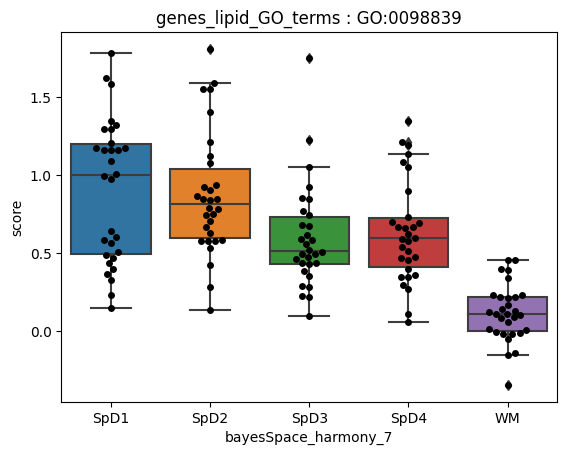 genes_lipid_GO_terms : GO:0098839
score
1.5
1.0
0.5
0.0
SpD1 SpD2 SpD3 SpD4 WM
bayesSpace_harmony_7